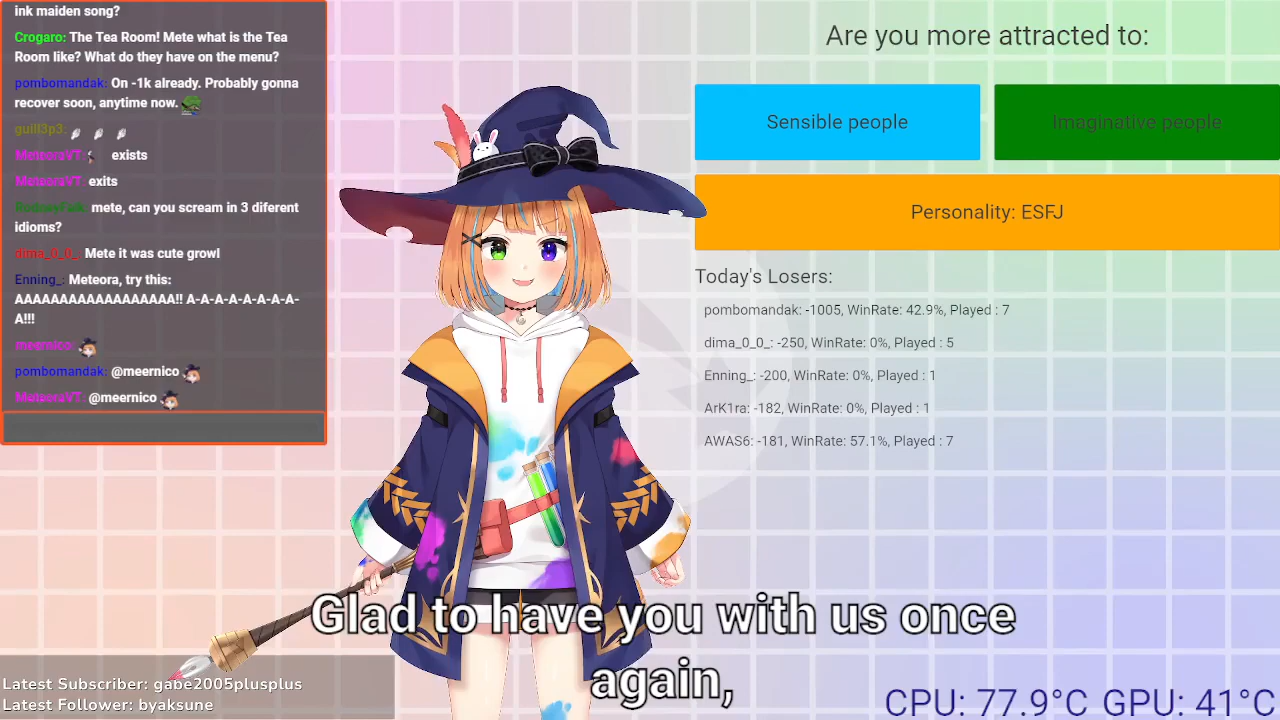 ink maiden song?
Crogaro: The Tea Room! Mete what is the Tea
Room like? What do they have on the menu?
pombomandak: On -1k already. Probably gonna
recover soon, anytime now.
guill3p3:
MeteoraVT: exists
MeteoraVT: exits
RodneyFalk: mete, can you scream in 3 diferent
idioms?
dima_0_0_: Mete it was cute growl
Enning_: Meteora, try this:
AAAAAAAAAAAAAAAAAA!! A-A-A-A-A-A-A-A-
A!!!
meernico:
pombomandak: @meernico
MeteoraVT: @meernico
Are you more attracted to:
Sensible people
Imaginative people
Personality: ESFJ
Today's Losers:
pombomandak: -1005, WinRate: 42.9%, Played : 7
dima_0_0_: -250, WinRate: 0%, Played : 5
Enning_: -200, WinRate: 0%, Played : 1
ArK1ra: -182, WinRate: 0%, Played : 1
AWAS6: -181, WinRate: 57.1%, Played : 7
Glad to have you with us once
again,
Latest Subscriber: gabe2005plusplus
Latest Follower: byaksune
CPU: 77.9°C GPU: 41°C